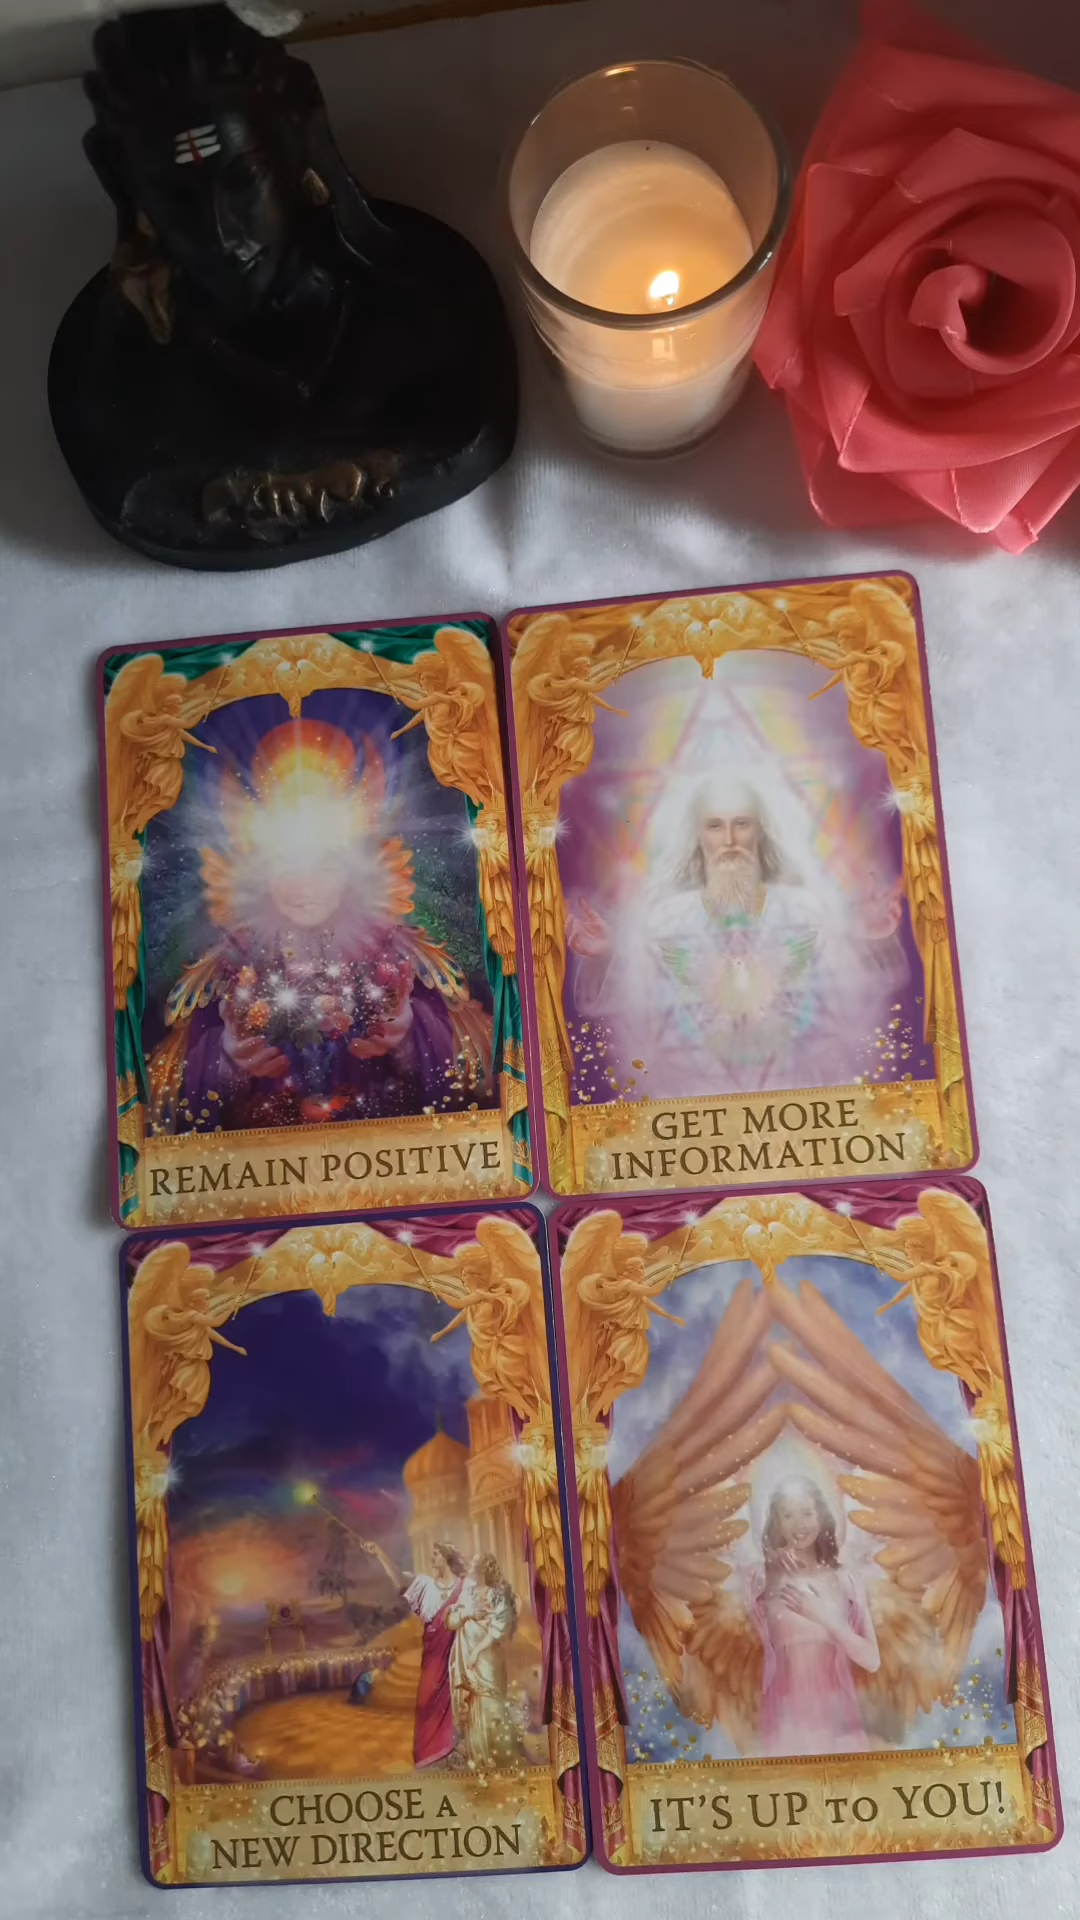 REMAIN POSITIVE
GET MORE
INFORMATION
CHOOSE A
NEW DIRECTION
IT'S UP TO YOU!